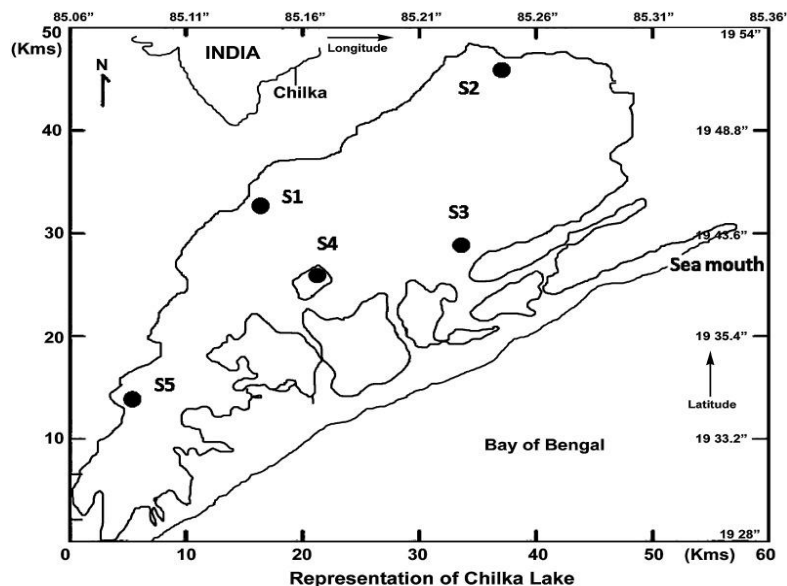 85.06” 85.11” 85.16” 85.21” 85.26” 85.31” 85.36”
50 19 54”
(Kms) INDIA Longitude
N
Chilka
S2
40 19 48.8”
S1
S3
30 19 43.6”
S4
Sea mouth
20 19 35.4”
S5
Latitude
10 19 33.2”
Bay of Bengal
19 28”
0 10 20 30 40 50 (Kms) 60
Representation of Chilka Lake